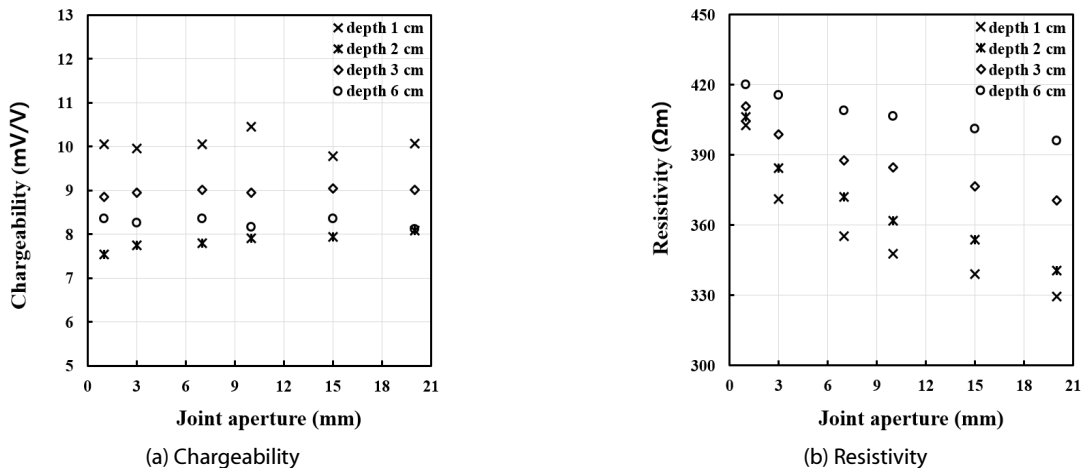 13
12
11
10
9
8
7
6
5
0 3 6 9 12 15 18 21
Chargeability (mV/V)
Joint aperture (mm)
depth 1 cm
depth 2 cm
depth 3 cm
depth 6 cm
(a) Chargeability
450
420
390
360
330
300
0 3 6 9 12 15 18 21
Resistivity (Ωm)
Joint aperture (mm)
depth 1 cm
depth 2 cm
depth 3 cm
depth 6 cm
(b) Resistivity